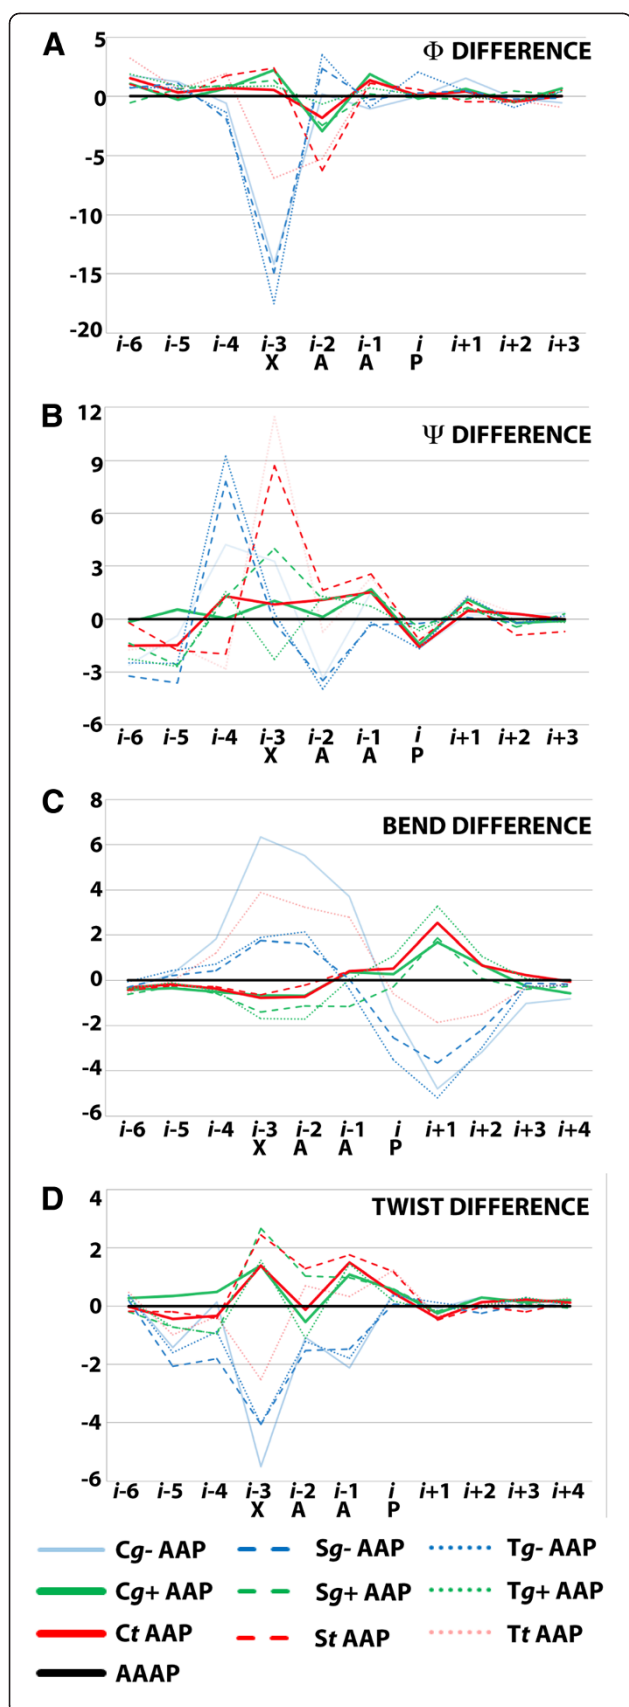 A
Φ DIFFERENCE
5
0
-5
-10
-15
-20
i-6 i-5 i-4 i-3 i-2 i-1 i i+1 i+2 i+3
X A A P
B
Ψ DIFFERENCE
12
9
6
3
0
-3
-6
i-6 i-5 i-4 i-3 i-2 i-1 i i+1 i+2 i+3
X A A P
C
BEND DIFFERENCE
8
6
4
2
0
-2
-4
-6
i-6 i-5 i-4 i-3 i-2 i-1 i i+1 i+2 i+3 i+4
X A A P
D
TWIST DIFFERENCE
4
2
0
-2
-4
-6
i-6 i-5 i-4 i-3 i-2 i-1 i i+1 i+2 i+3 i+4
X A A P
Cg- AAP Sg- AAP Tg- AAP
Cg+ AAP Sg+ AAP Tg+ AAP
Ct AAP St AAP Tt AAP
AAAP